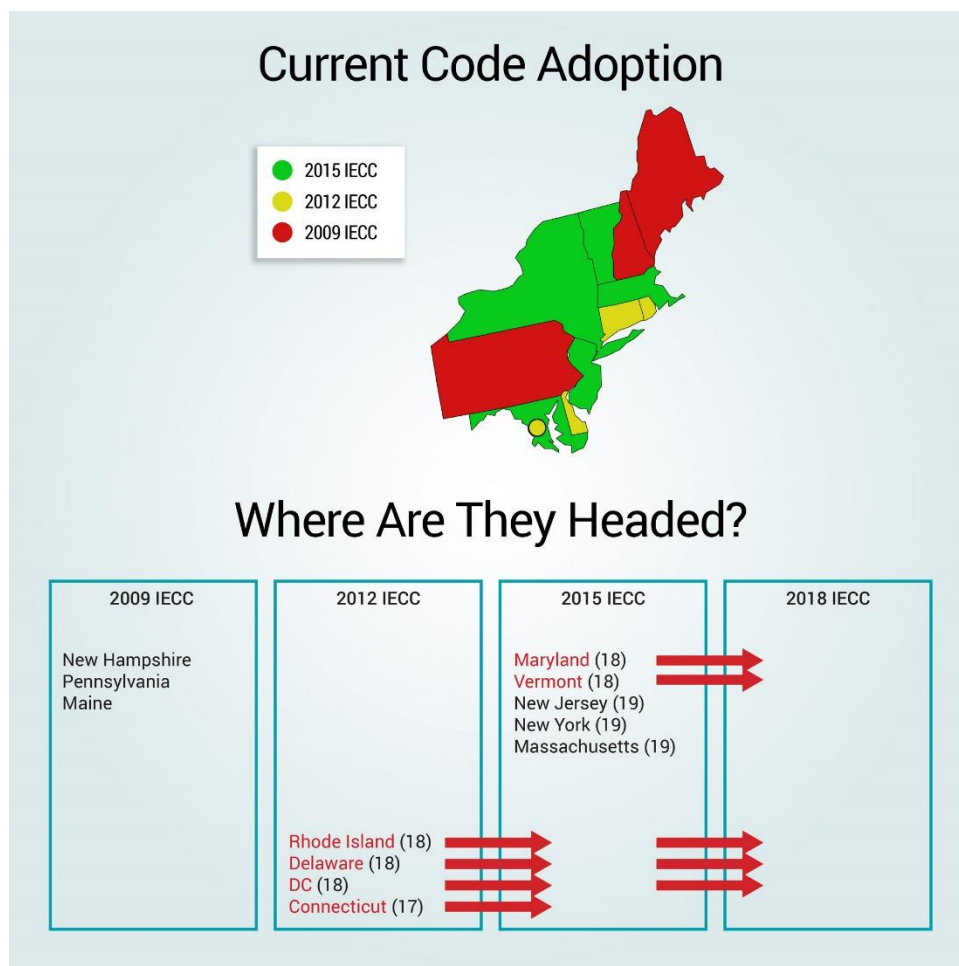 Current Code Adoption
2015 IECC
2012 IECC
2009 IECC
Where Are They Headed?
2009 IECC
New Hampshire
Pennsylvania
Maine
2012 IECC
Rhode Island (18)
Delaware (18)
DC (18)
Connecticut (17)
2015 IECC
Maryland (18)
Vermont (18)
New Jersey (19)
New York (19)
Massachusetts (19)
2018 IECC